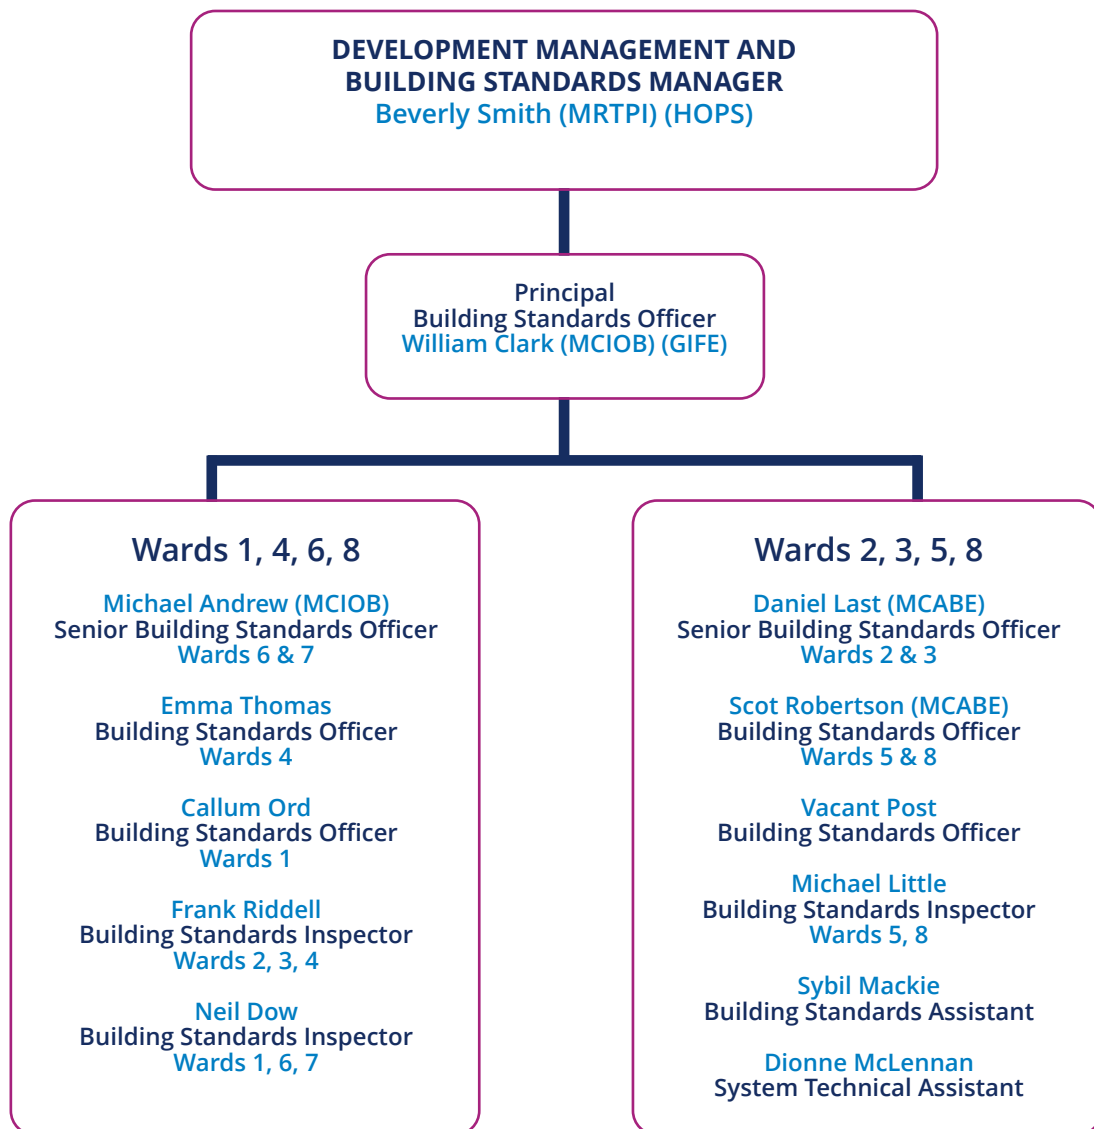 DEVELOPMENT MANAGEMENT AND
BUILDING STANDARDS MANAGER
Beverly Smith (MRTPI) (HOPS)
Principal
Building Standards Officer
William Clark (MCIOB) (GIFE)
Wards 1, 4, 6, 8
Michael Andrew (MCIOB)
Senior Building Standards Officer
Wards 6 & 7
Emma Thomas
Building Standards Officer
Wards 4
Callum Ord
Building Standards Officer
Wards 1
Frank Riddell
Building Standards Inspector
Wards 2, 3, 4
Neil Dow
Building Standards Inspector
Wards 1, 6, 7
Wards 2, 3, 5, 8
Daniel Last (MCABE)
Senior Building Standards Officer
Wards 2 & 3
Scot Robertson (MCABE)
Building Standards Officer
Wards 5 & 8
Vacant Post
Building Standards Officer
Michael Little
Building Standards Inspector
Wards 5, 8
Sybil Mackie
Building Standards Assistant
Dionne McLennan
System Technical Assistant